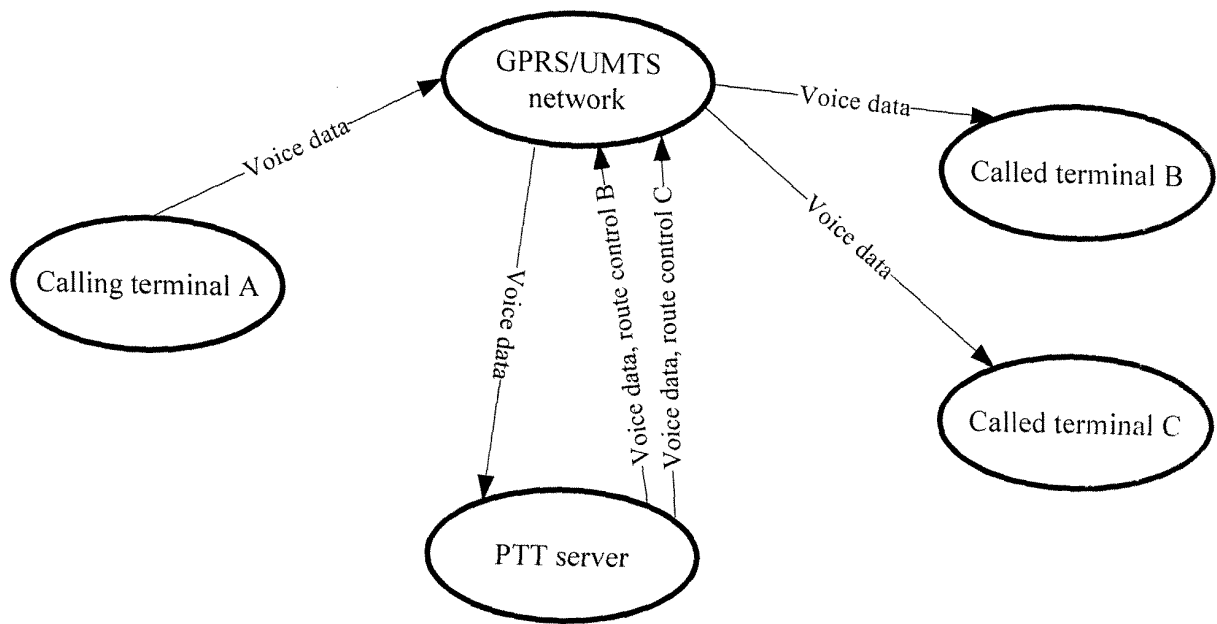 GPRS/UMTS
network
Voice data
Voice data
Called terminal B
Voice data
Calling terminal A
Voice data
Voice data, route control B
Voice data, route control C
Called terminal C
PTT server